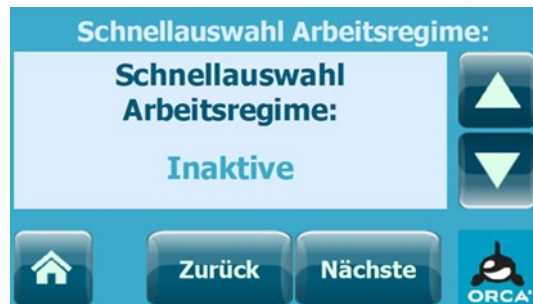 Schnellauswahl Arbeitsregime:
Schnellauswahl
Arbeitsregime:
Inaktive
Zurück
Nächste
ORCA